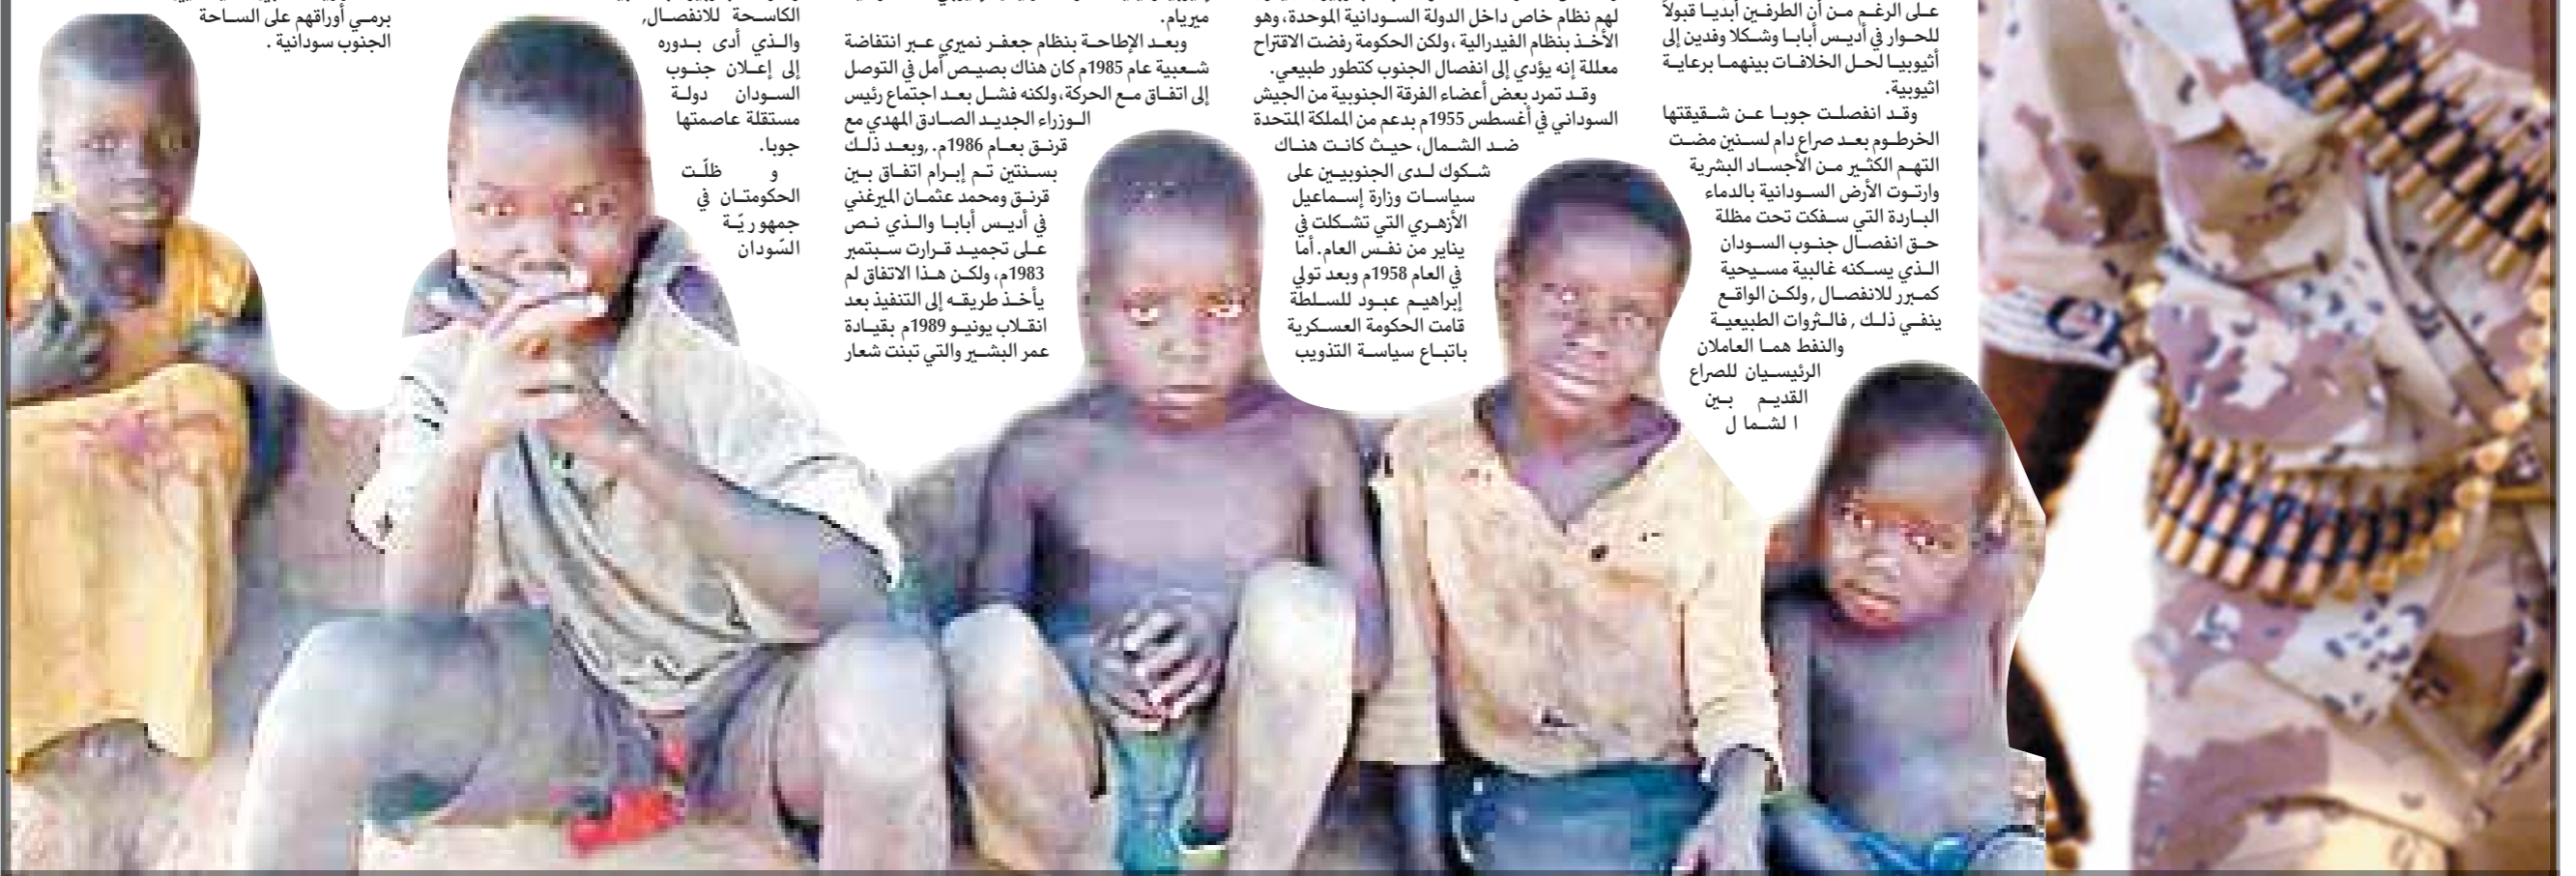 على الرغم من أن الطرفين أبديا قبولاً
للحوار في أديس أبابا وشكلا وفدين إلى
أثيوبيا لحل الخلافات بينهما برعاية
اثيوبية.
وقد انفصلت جوبا عن شقيقتها
الخرطوم بعد صراع دام لسنين مضت
التهم الكثير من الأجساد البشرية
وارتوت الأرض السودانية بالدماء
الباردة التي سفكت تحت مظلة
حق انفصال جنوب السودان
الذي يسكنه غالبية مسيحية
كمبرر للانفصال , ولكن الواقع
ينفي ذلك , فالثروات الطبيعية
والنفط هما العاملان
الرئيسيان للصراع
القديم بين
الشمال
لهم نظام خاص داخل الدولة السودانية الموحدة، وهو
الأخذ بنظام الفيدرالية ، ولكن الحكومة رفضت الاقتراح
معللة إنه يؤدي إلى انفصال الجنوب كتطور طبيعي.
وقد تمرد بعض أعضاء الفرقة الجنوبية من الجيش
السوداني في أغسطس 1955م بدعم من المملكة المتحدة
ضد الشمال، حيث كانت هناك
شكوك لدى الجنوبيين على
سياسات وزارة إسماعيل
الأزهري التي تشكلت في
يناير من نفس العام. أما
في العام 1958م وبعد تولي
إبراهيم عبود للسلطة
قامت الحكومة العسكرية
باتباع سياسة التذويب
ميريام.
وبعد الإطاحة بنظام جعفر نميري عبر انتفاضة
شعبية عام 1985م كان هناك بصيص أمل في التوصل
إلى اتفاق مع الحركة، ولكنه فشل بعد اجتماع رئيس
الوزراء الجديد الصادق المهدي مع
قرنق بعام 1986م. ,وبعد ذلك
بسنتين تم إبرام اتفاق بين
قرنق ومحمد عثمان الميرغني
في أديس أبابا والذي نص
على تجميد قرارت سبتمبر
1983م، ولكن هذا الاتفاق لم
يأخذ طريقه إلى التنفيذ بعد
انقلاب يونيو 1989م بقيادة
عمر البشير والتي تبنت شعار
الكاسحة للانفصال,
والذي أدى بدوره
إلى إعلان جنوب
السودان دولة
مستقلة عاصمتها
جوبا.
و ظلّت
الحكومتان في
جمهوريّة
السّودان
برمي أوراقهم على الساحة
الجنوب سودانية .